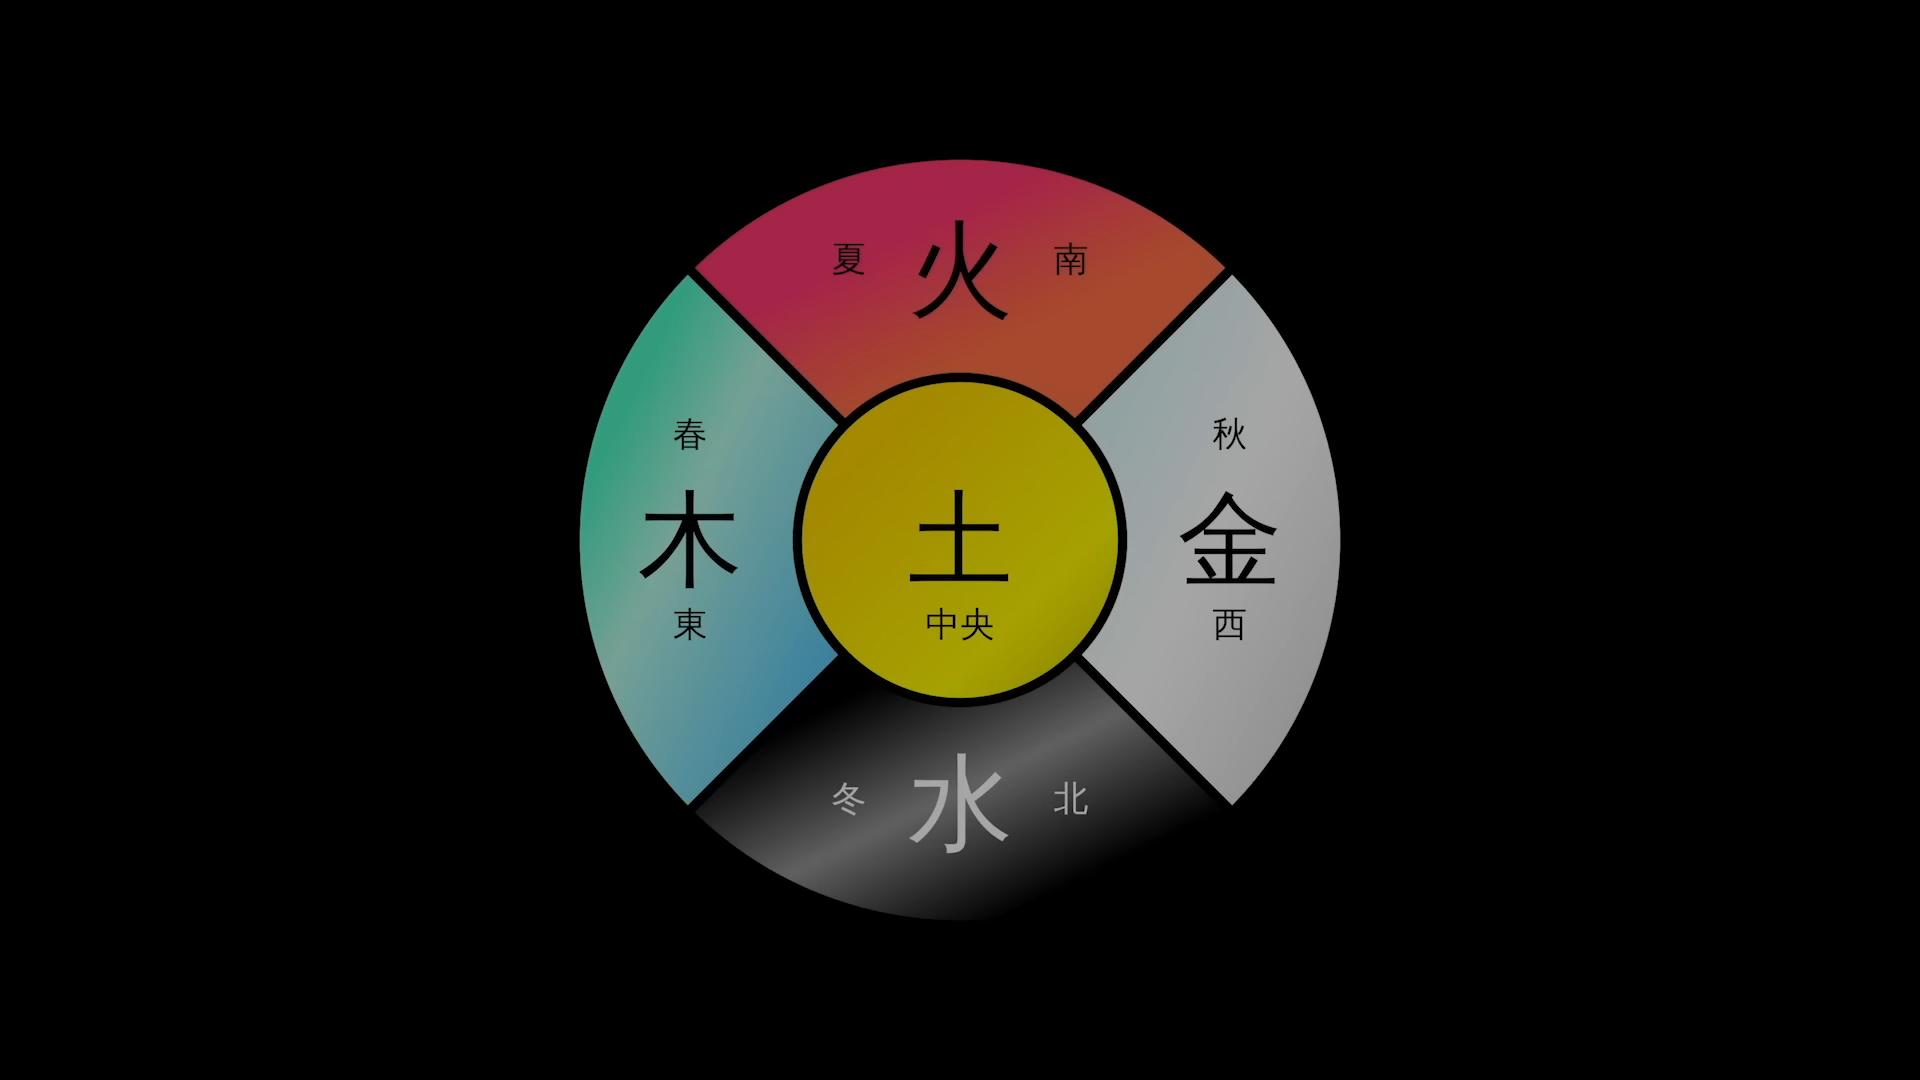 夏 火 南
春
木
東
土
中央
秋
金
西
冬 水 北